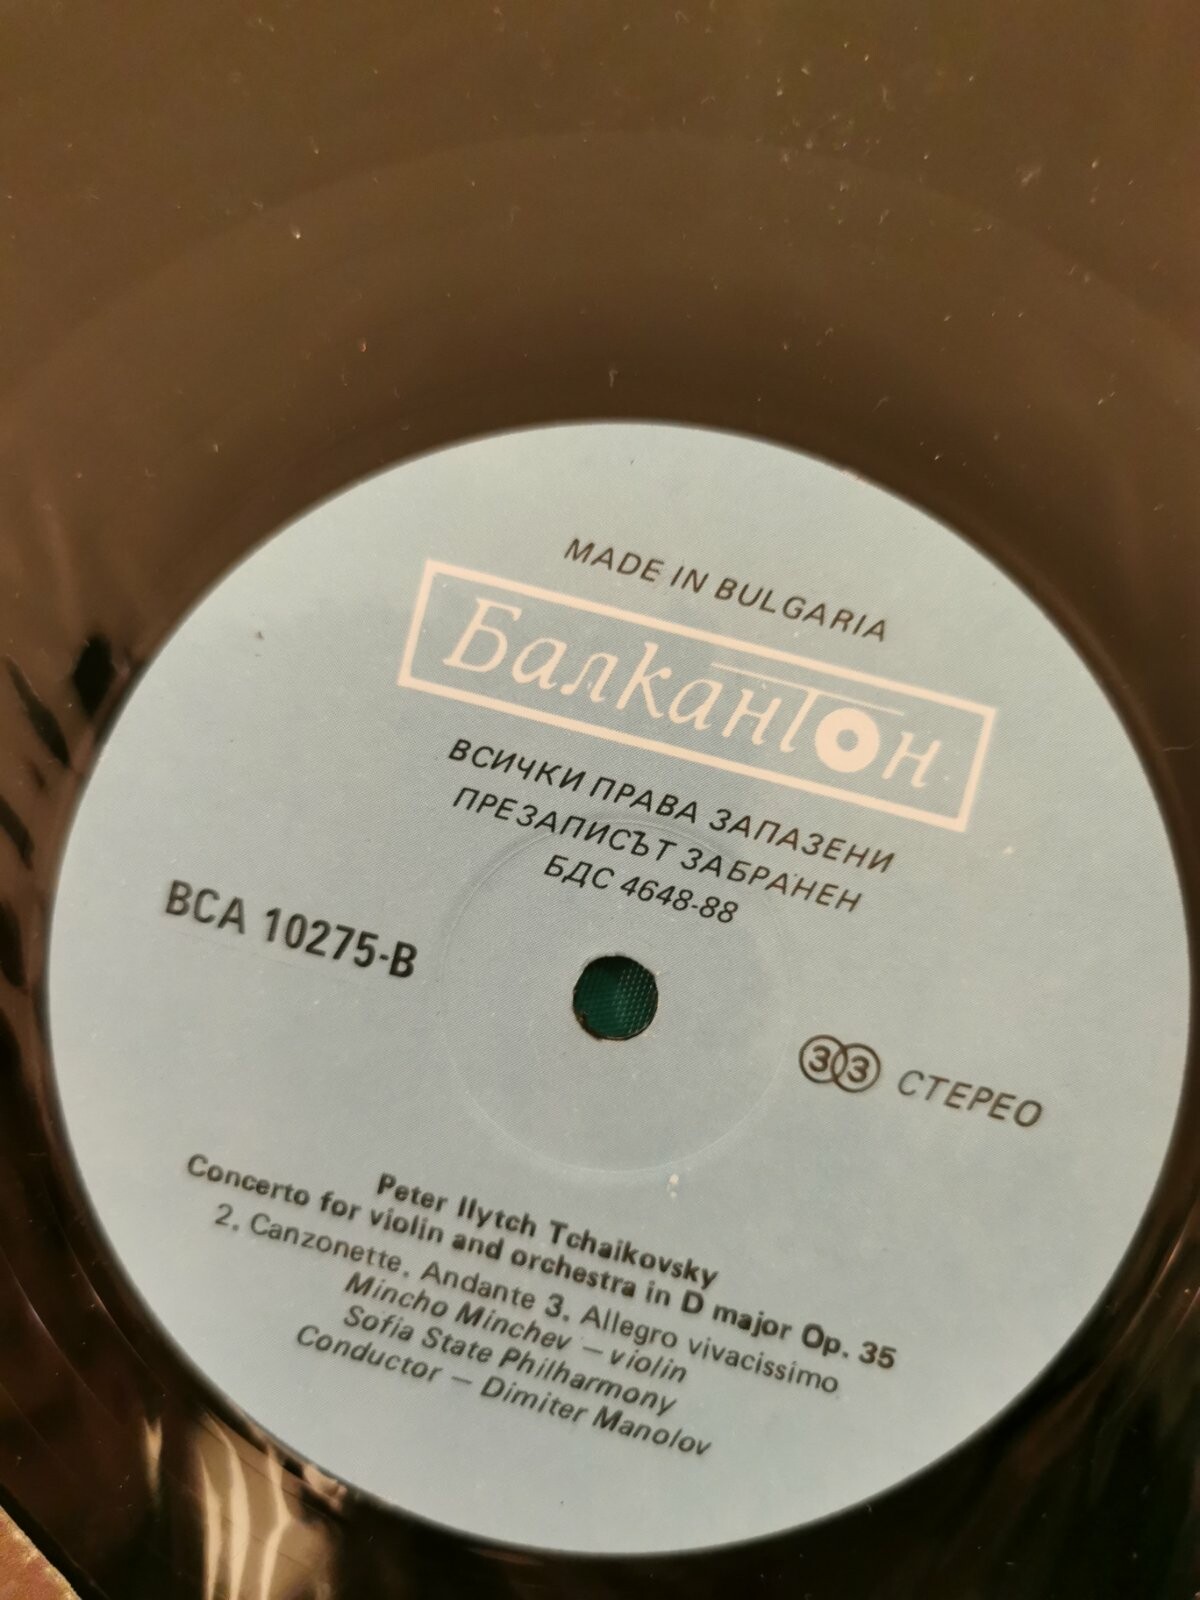 MADE IN BULGARIA
Балкантон
ВСИЧКИ ПРАВА ЗАПАЗЕНИ
ПРЕЗАПИСЪТ ЗАБРАНЕН
БДС 4648-88
ВСА 10275-В
33 СТЕРЕО
Peter Ilytch Tchaikovsky
Concerto for violin and orchestra in D major Op. 35
2. Canzonette. Andante 3. Allegro vivacissimo
Mincho Minchev – violin
Sofia State Philharmony
Conductor – Dimiter Manolov